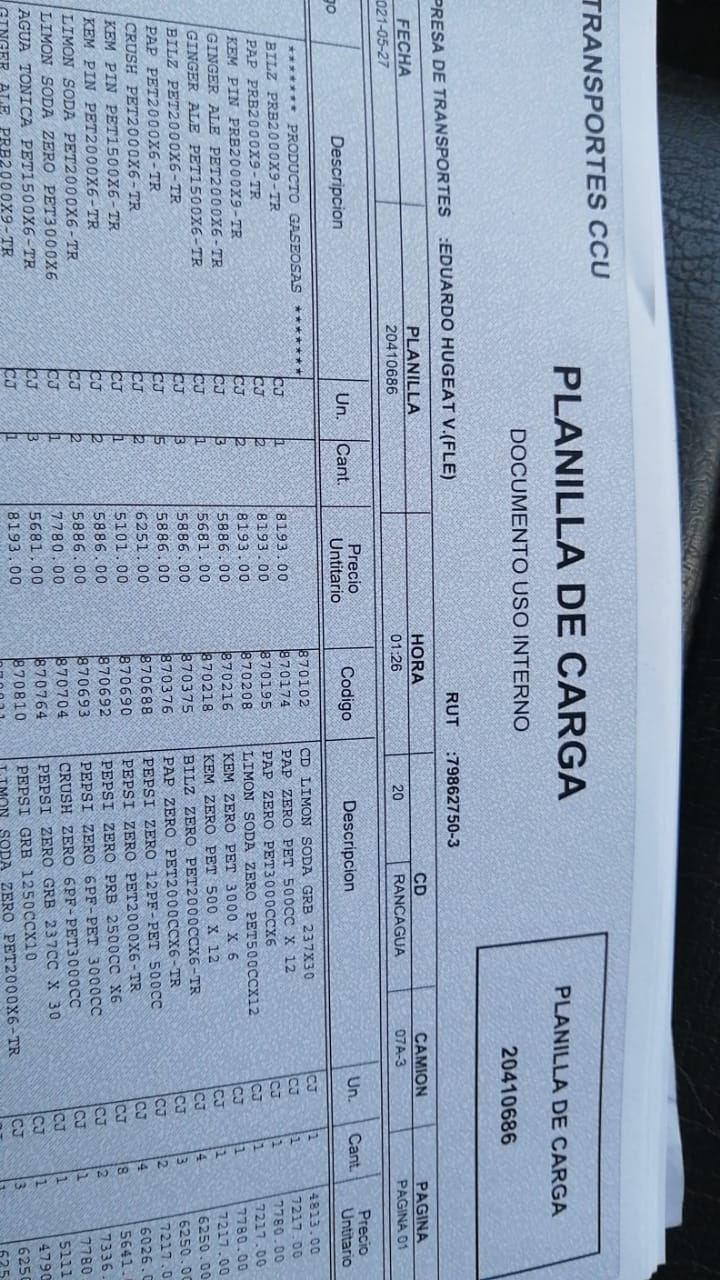 TRANSPORTES CCU
PLANILLA DE CARGA
DOCUMENTO USO INTERNO
PLANILLA DE CARGA
20410686
PRESA DE TRANSPORTES :EDUARDO HUGEAT V.(FLE) RUT :79862750-3
FECHA PLANILLA HORA CD CAMION PAGINA
021-05-27 20410686 01:26 20 RANCAGUA 07A-3 PAGINA 01
go Descripcion Un. Cant. Precio Untitario Codigo Descripcion Un. Cant. Precio Untitario
******* PRODUCTO GASEOSAS ******* 870102 CD LIMON SODA GRB 237X30 CJ 1 4813.00
BILZ PRB2000X9-TR CJ 1 8193.00 870174 PAP ZERO PET 500CC X 12 CJ 1 7217.00
PAP PRB2000X9-TR CJ 2 8193.00 870195 PAP ZERO PET3000CCX6 CJ 1 7780.00
KEM PIN PRB2000X9-TR CJ 2 8193.00 870208 LIMON SODA ZERO PET500CCX12 CJ 1 7217.00
GINGER ALE PET2000X6-TR CJ 3 5886.00 870216 KEM ZERO PET 3000 X 6 CJ 1 7780.00
GINGER ALE PET1500X6-TR CJ 1 5681.00 870218 KEM ZERO PET 500 X 12 CJ 1 7217.00
BILZ PET2000X6-TR CJ 3 5886.00 870375 BILZ ZERO PET2000CCX6-TR CJ 4 6250.00
PAP PET2000X6-TR CJ 5 5886.00 870376 PAP ZERO PET2000CCX6-TR CJ 3 6250.0
CRUSH PET2000X6-TR CJ 2 6251.00 870688 PEPSI ZERO 12PF-PET 500CC CJ 2 7217.0
KEM PIN PET1500X6-TR CJ 1 5101.00 870690 PEPSI ZERO PET2000X6-TR CJ 4 6026.0
KEM PIN PET2000X6-TR CJ 2 5886.00 870692 PEPSI ZERO PRB 2500CC X6 CJ 8 5641.
LIMON SODA PET2000X6-TR CJ 2 5886.00 870693 PEPSI ZERO 6PF-PET 3000CC CJ 2 7336.
LIMON SODA ZERO PET3000X6 CJ 1 7780.00 870704 CRUSH ZERO 6PF-PET3000CC CJ 1 7780
AGUA TONICA PET1500X6-TR CJ 3 5681.00 870764 PEPSI ZERO GRB 237CC X 30 CJ 1 5111
GINGER ALE PRB2000X9-TR CJ 1 8193.00 870810 PEPSI GRB 1250CCX10 CJ 1 4790
LIMON SODA PET2000X6-TR CJ 3 625